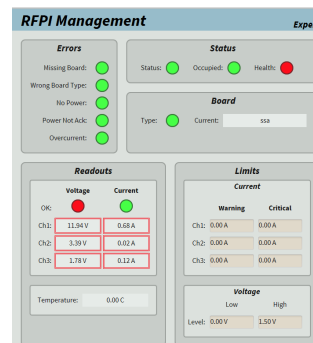 RFPI Management
Expe
Errors
Missing Board:
Wrong Board Type:
No Power:
Power Not Ack:
Overcurrent:
Status
Status: Occupied: Health:
Board
Type: Current: ssa
Readouts
Voltage Current
OK:
Ch1: 11.94 V 0.68 A
Ch2: 3.39 V 0.02 A
Ch3: 1.78 V 0.12 A
Temperature: 0.00 C
Limits
Current
Warning Critical
Ch1: 0.00 A 0.00 V
Ch2: 0.00 A 0.00 A
Ch3: 0.00 A 0.00 A
Voltage
Low High
Level: 0.00 V 1.50 V